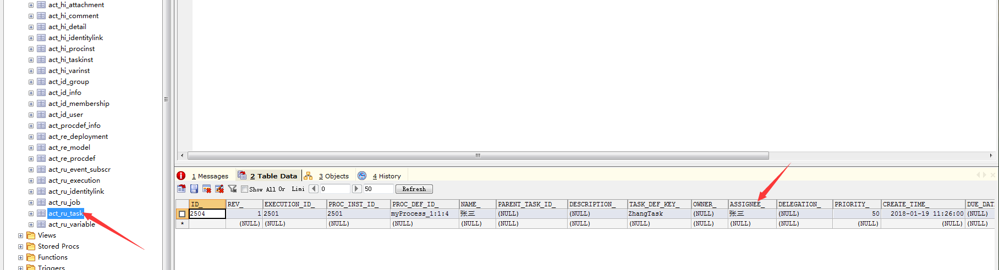 act_hi_attachment
act_hi_comment
act_hi_detail
act_hi_identitylink
act_hi_procinst
act_hi_taskinst
act_hi_varinst
act_id_group
act_id_info
act_id_membership
act_id_user
act_procdef_info
act_re_deployment
act_re_model
act_re_procdef
act_ru_event_subscr
act_ru_execution
act_ru_identitylink
act_ru_job
act_ru_task
act_ru_variable
Views
Stored Procs
Functions
Triggers
1 Messages 2 Table Data 3 Objects 4 History
Show All Or Limi 0 50 Refresh
ID_ REV_ EXECUTION_ID_ PROC_INST_ID_ PROC_DEF_ID_ NAME_ PARENT_TASK_ID_ DESCRIPTION_ TASK_DEF_KEY_ OWNER_ ASSIGNEE_ DELEGATION_ PRIORITY_ CREATE_TIME_ DUE_DAT
2504 1 2501 2501 myProcess_1:1:4 张三 (NULL) (NULL) ZhangTask (NULL) 张三 (NULL) 50 2018-01-19 11:26:00 (NULL)
* (NULL) (NULL) (NULL) (NULL) (NULL) (NULL) (NULL) (NULL) (NULL) (NULL) (NULL) (NULL) (NULL) (NULL)